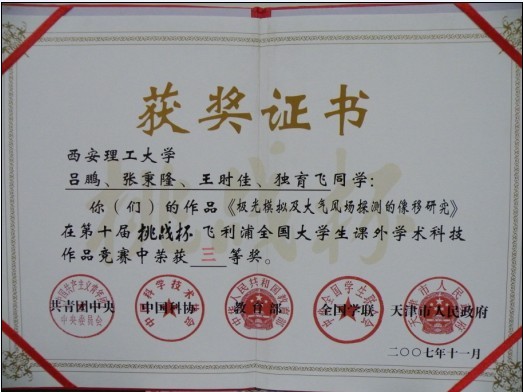 获奖证书
西安理工大学
吕鹏、张秉隆、王时佳、独育飞同学:
你(们)的作品《极光模拟及大气风场探测的像移研究》
在第十届挑战杯飞利浦全国大学生课外学术科技
作品竞赛中荣获三等奖。
共青团中央 中国科协 教育部 全国学联 天津市人民政府
二〇〇七年十一月